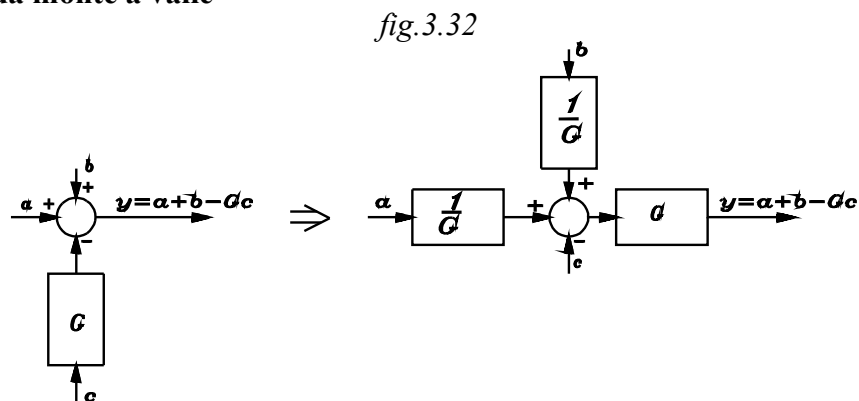 da monte a valle
fig.3.32
b
1
G
b
a + + y=a+b-Gc ⇒ a 1 + + G y=a+b-Gc
G
- -
c
G
c